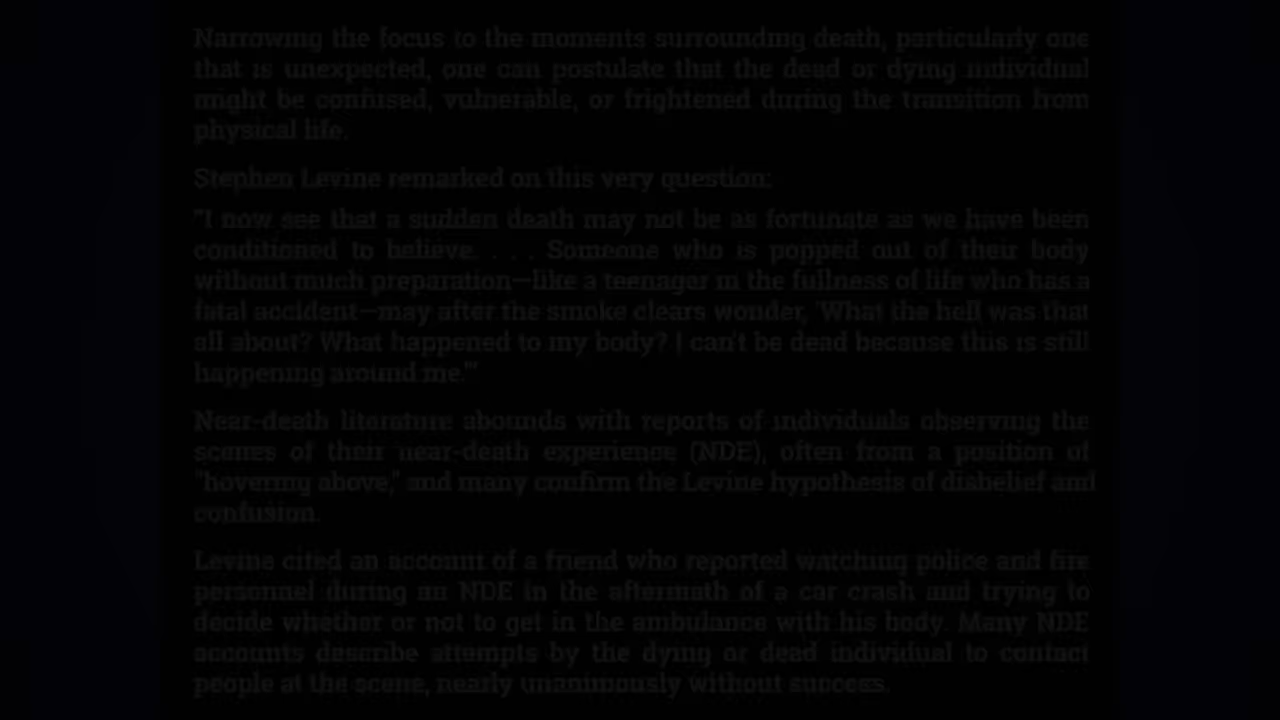 Narrowing the focus to the moments surrounding death, particularly one
that is unexpected, one can postulate that the dead or dying individual
might be confused, vulnerable, or frightened during the transition from
physical life.
Stephen Levine remarked on this very question:
"I now see that a sudden death may not be as fortunate as we have been
conditioned to believe. . . . Someone who is popped out of their body
without much preparation—like a teenager in the fullness of life who has a
fatal accident—may after the smoke clears wonder, 'What the hell was that
all about? What happened to my body? I can't be dead because this is still
happening around me.'"
Near-death literature abounds with reports of individuals observing the
scenes of their near-death experience (NDE), often from a position of
"hovering above," and many confirm the Levine hypothesis of disbelief and
confusion.
Levine cited an account of a friend who reported watching police and fire
personnel during an NDE in the aftermath of a car crash and trying to
decide whether or not to get in the ambulance with his body. Many NDE
accounts describe attempts by the dying or dead individual to contact
people at the scene, nearly unanimously without success.